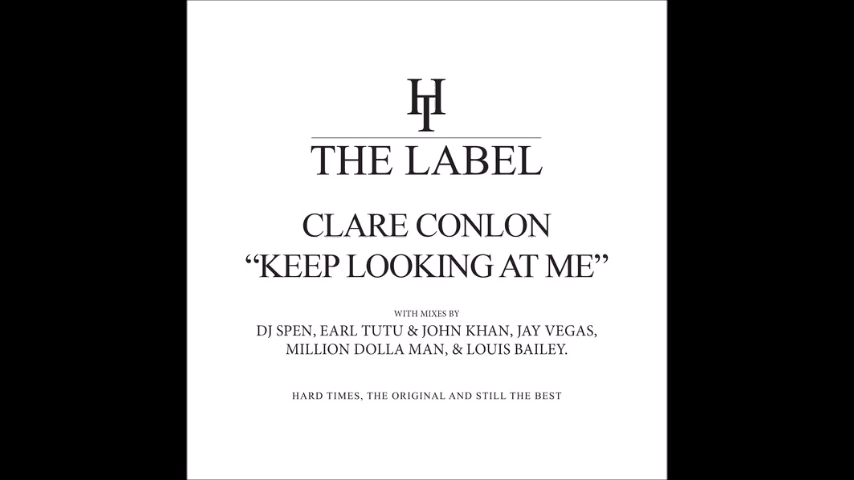 HT
THE LABEL
CLARE CONLON
“KEEP LOOKING AT ME”
WITH MIXES BY
DJ SPEN, EARL TUTU & JOHN KHAN, JAY VEGAS,
MILLION DOLLA MAN, & LOUIS BAILEY.
HARD TIMES, THE ORIGINAL AND STILL THE BEST